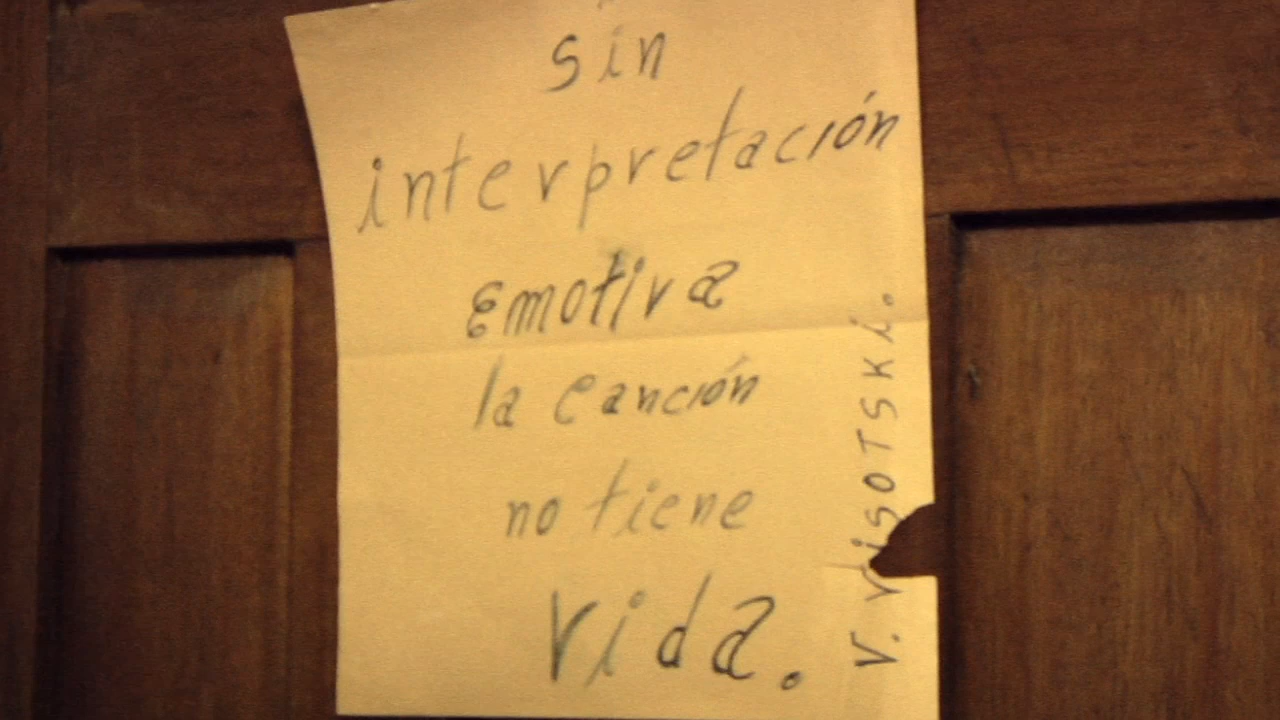 sin
interpretación
emotiva
la canción
no tiene
vida.
V. VisOTSKi.